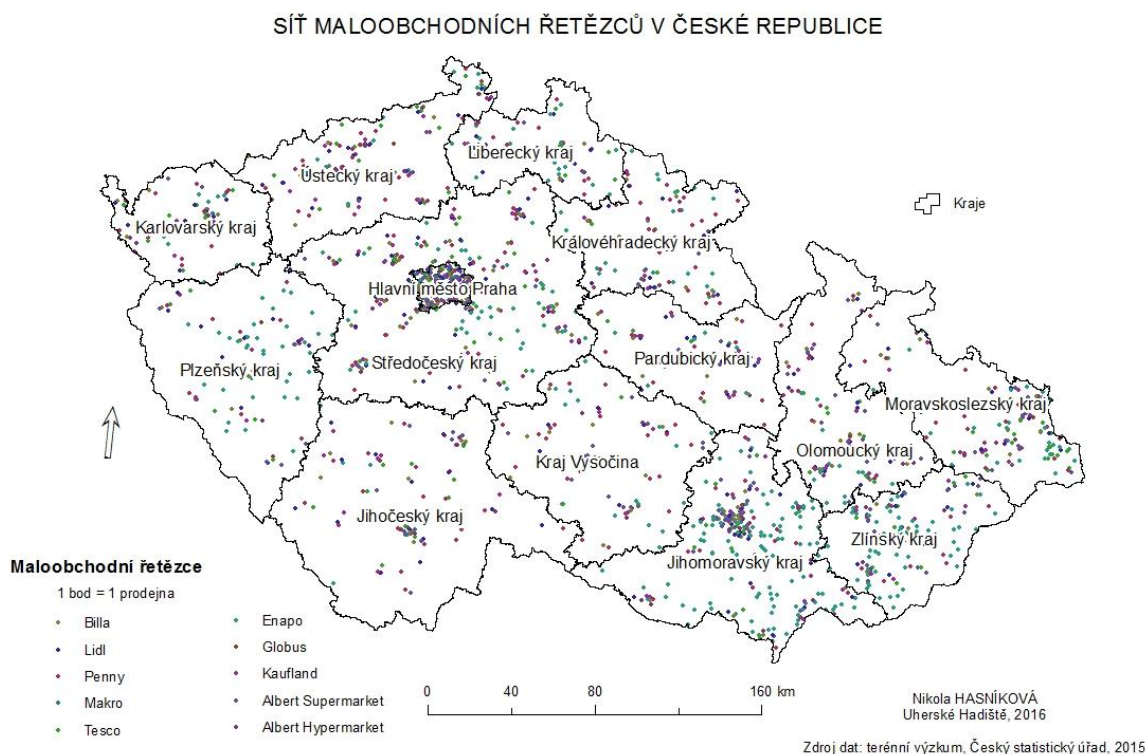 SÍŤ MALOOBCHODNÍCH ŘETĚZCŮ V ČESKÉ REPUBLICE
Liberecký kraj
Ústecký kraj
Kraje
Karlovarský kraj
Královéhradecký kraj
Hlavní město Praha
Pardubický kraj
Středočeský kraj
Plzeňský kraj
Moravskoslezský kraj
Olomoucký kraj
Kraj Vysočina
Jihočeský kraj
Zlínský kraj
Jihomoravský kraj
Maloobchodní řetězce
1 bod = 1 prodejna
Billa
Lidl
Penny
Makro
Tesco
Enapo
Globus
Kaufland
Albert Supermarket
Albert Hypermarket
0 40 80 160 km
Nikola HASNÍKOVÁ
Uherské Hadiště, 2016
Zdroj dat: terénní výzkum, Český statistický úřad, 2015